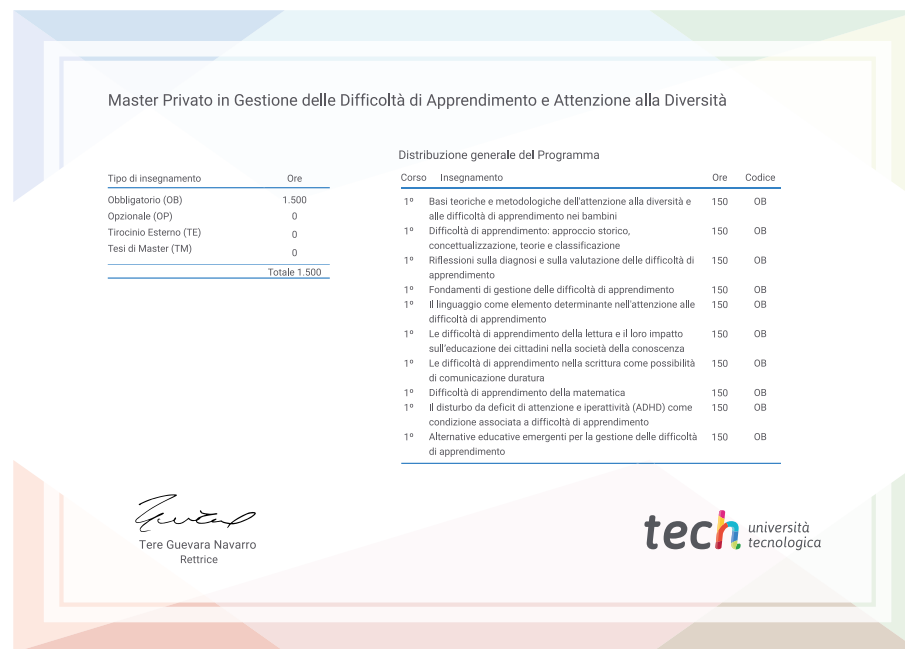 Master Privato in Gestione delle Difficoltà di Apprendimento e Attenzione alla Diversità
Tipo di insegnamento Ore
Obbligatorio (OB) 1.500
Opzionale (OP) 0
Tirocinio Esterno (TE) 0
Tesi di Master (TM) 0
Totale 1.500
Distribuzione generale del Programma
Corso Insegnamento Ore Codice
1º Basi teoriche e metodologiche dell'attenzione alla diversità e 150 OB
alle difficoltà di apprendimento nei bambini
1º Difficoltà di apprendimento: approccio storico, 150 OB
concettualizzazione, teorie e classificazione
1º Riflessioni sulla diagnosi e sulla valutazione delle difficoltà di 150 OB
apprendimento
1º Fondamenti di gestione delle difficoltà di apprendimento 150 OB
1º Il linguaggio come elemento determinante nell'attenzione alle 150 OB
difficoltà di apprendimento
1º Le difficoltà di apprendimento della lettura e il loro impatto 150 OB
sull'educazione dei cittadini nella società della conoscenza
1º Le difficoltà di apprendimento nella scrittura come possibilità 150 OB
di comunicazione duratura
1º Difficoltà di apprendimento della matematica 150 OB
1º Il disturbo da deficit di attenzione e iperattività (ADHD) come 150 OB
condizione associata a difficoltà di apprendimento
1º Alternative educative emergenti per la gestione delle difficoltà 150 OB
di apprendimento
Tere Guevara Navarro
Rettrice
tech università
tecnologica